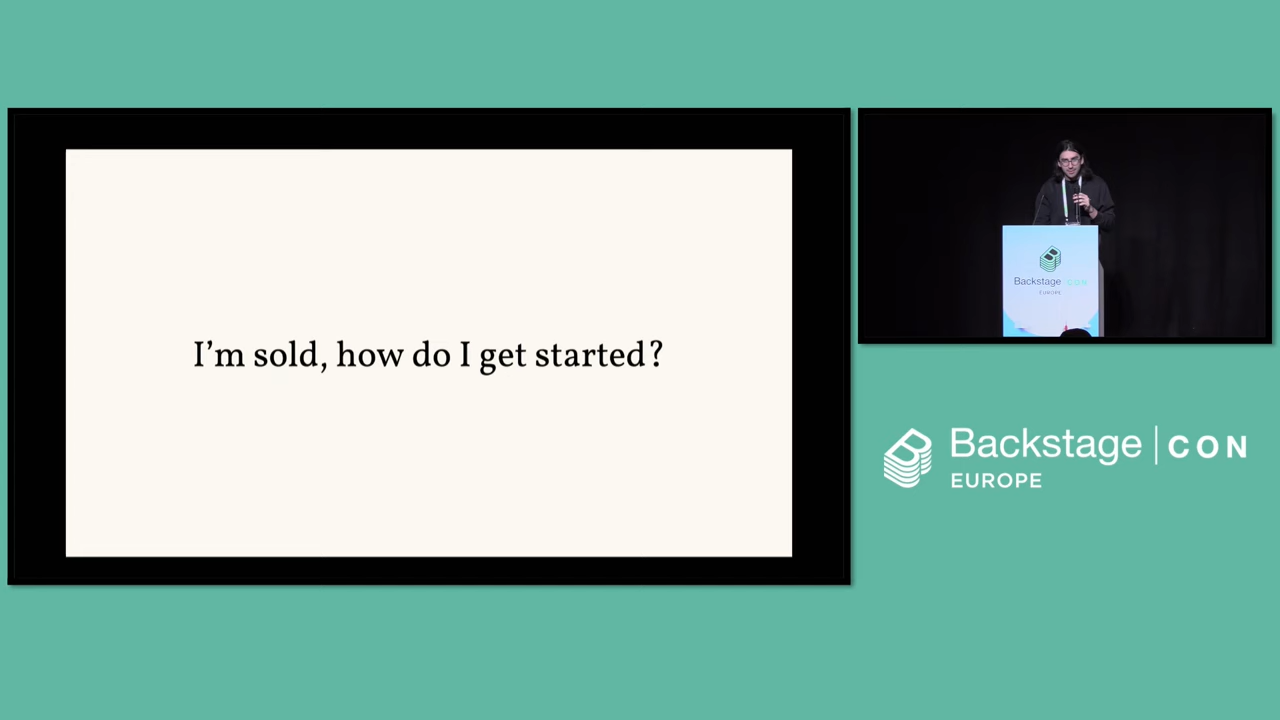 I’m sold, how do I get started?
Backstage CON
EUROPE
Backstage | CON
EUROPE